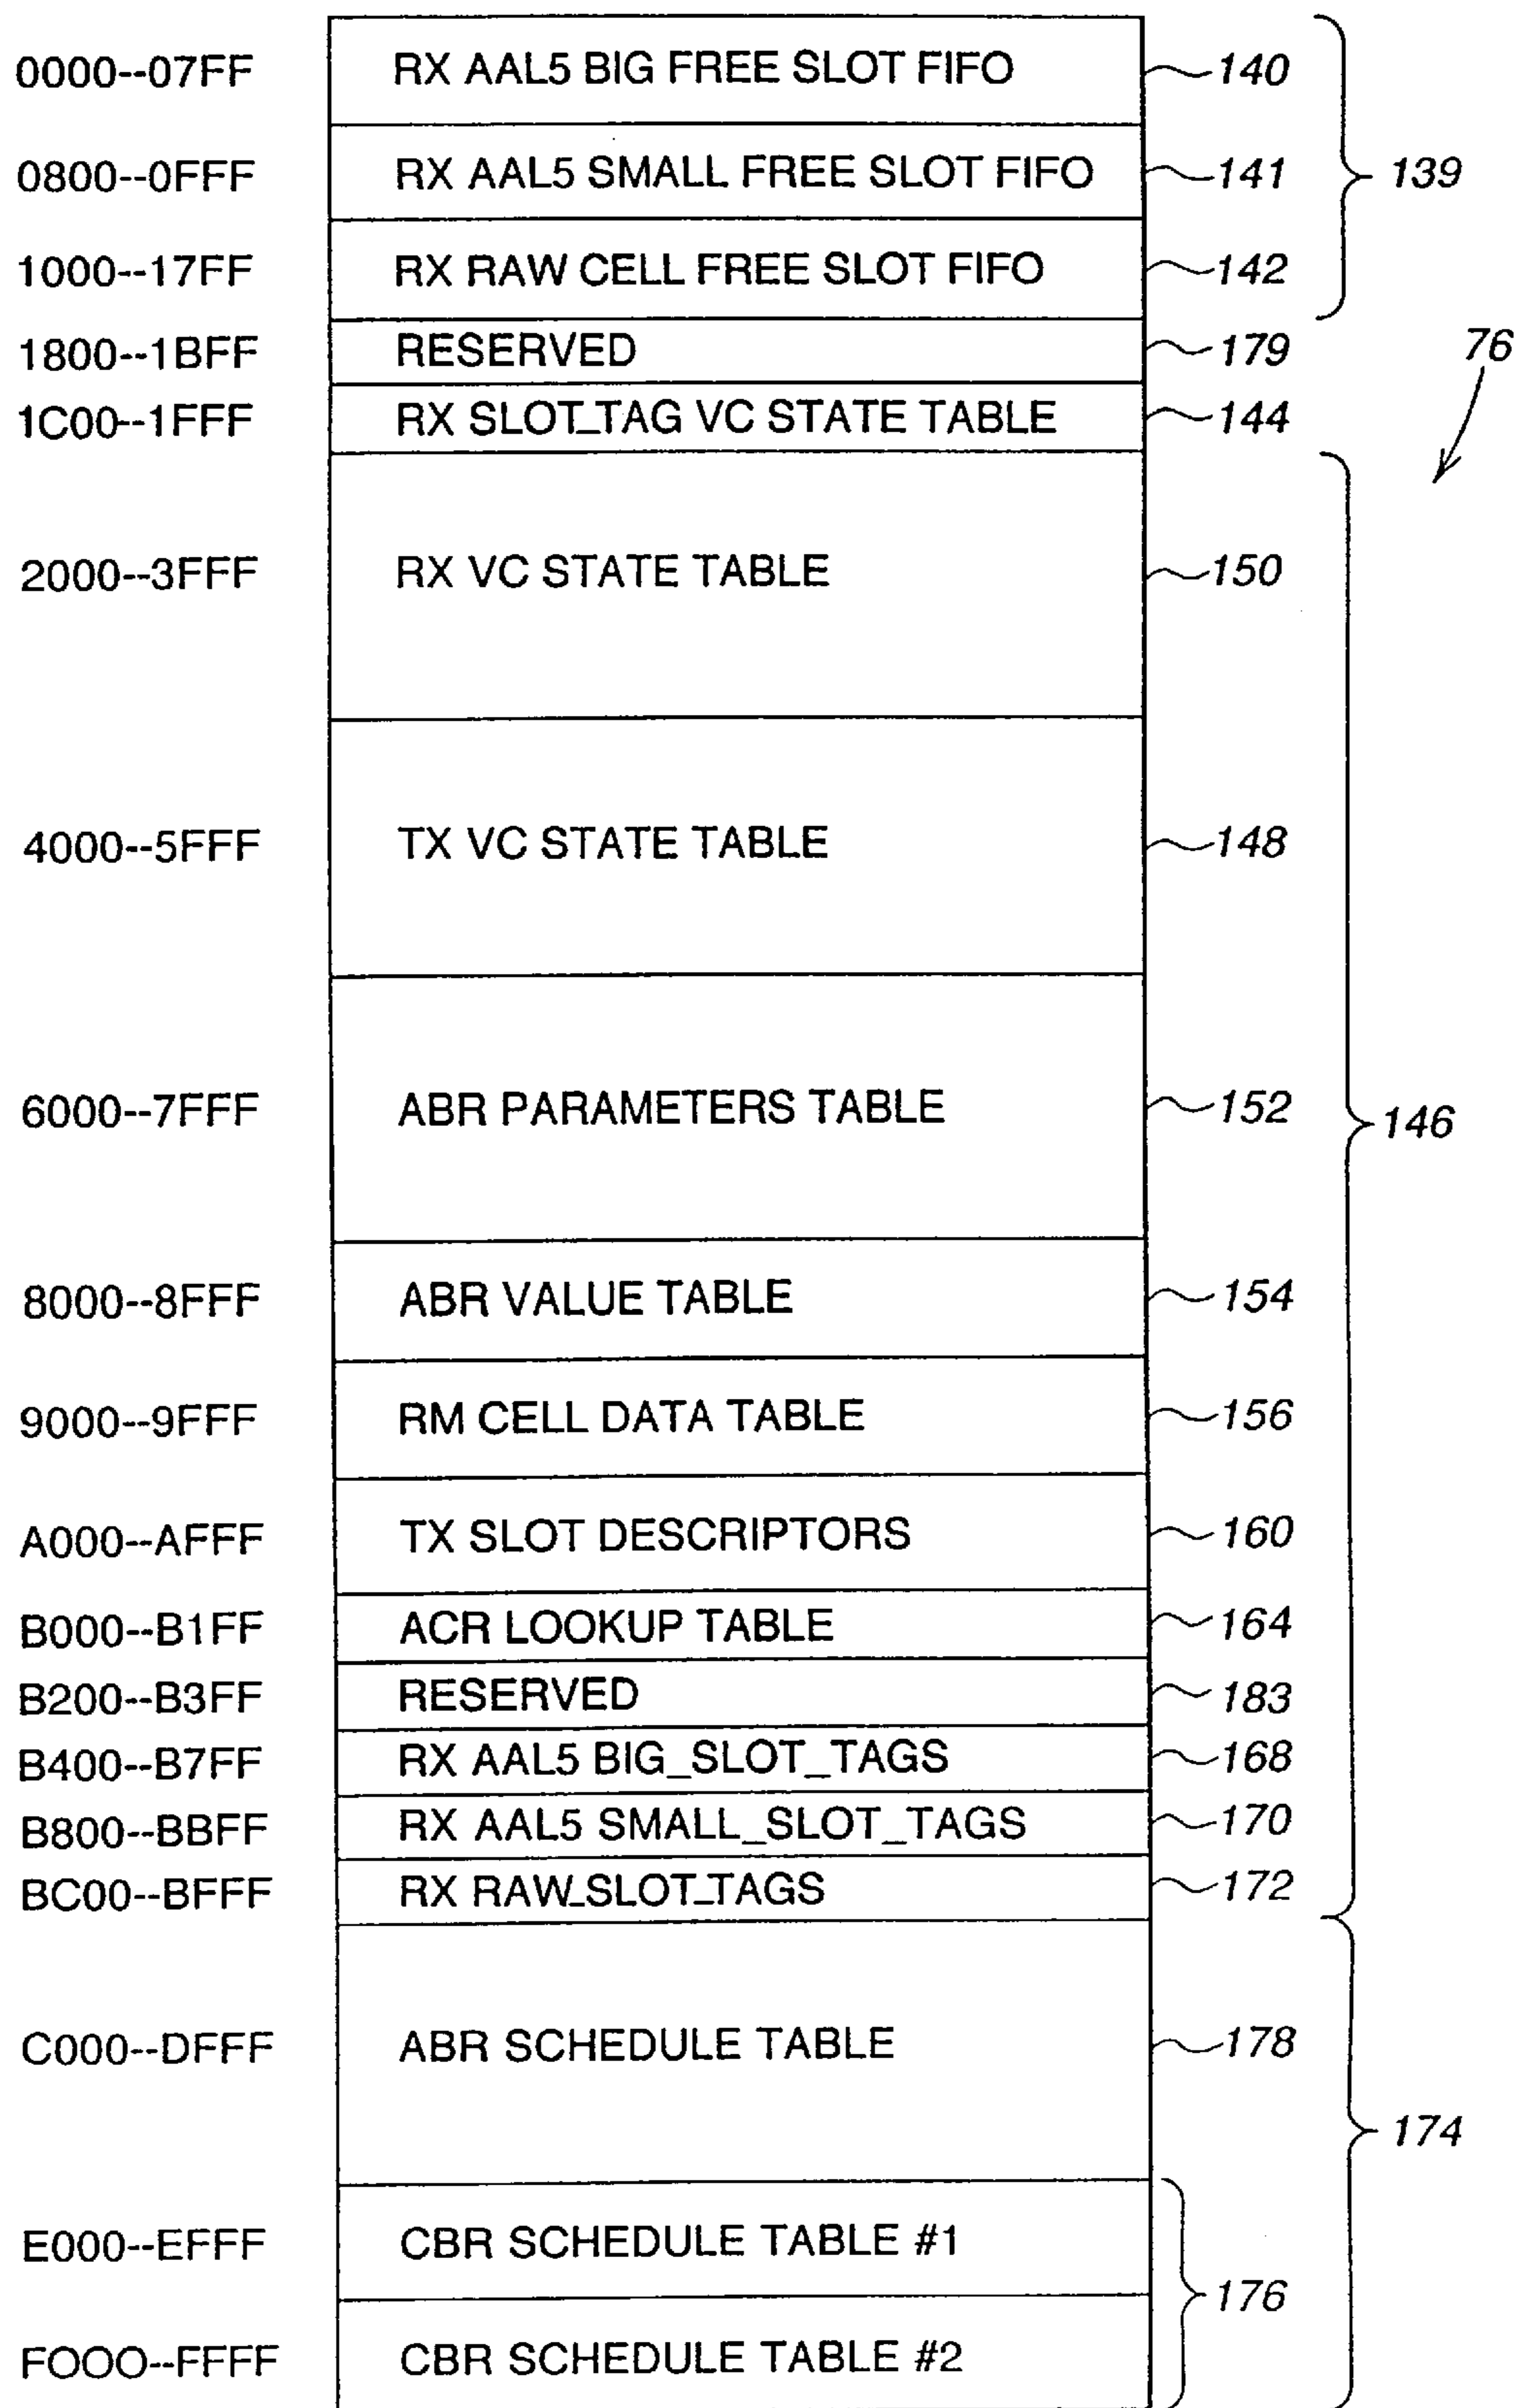 0000--07FF RX AAL5 BIG FREE SLOT FIFO 140
0800--0FFF RX AAL5 SMALL FREE SLOT FIFO 141 139
1000--17FF RX RAW CELL FREE SLOT FIFO 142
1800--1BFF RESERVED 179 76
1C00--1FFF RX SLOT_TAG VC STATE TABLE 144
2000--3FFF RX VC STATE TABLE 150
4000--5FFF TX VC STATE TABLE 148
6000--7FFF ABR PARAMETERS TABLE 152 146
8000--8FFF ABR VALUE TABLE 154
9000--9FFF RM CELL DATA TABLE 156
A000--AFFF TX SLOT DESCRIPTORS 160
B000--B1FF ACR LOOKUP TABLE 164
B200--B3FF RESERVED 183
B400--B7FF RX AAL5 BIG_SLOT_TAGS 168
B800--BBFF RX AAL5 SMALL_SLOT_TAGS 170
BC00--BFFF RX RAW_SLOT_TAGS 172
C000--DFFF ABR SCHEDULE TABLE 178
174
E000--EFFF CBR SCHEDULE TABLE #1
176
FOOO--FFFF CBR SCHEDULE TABLE #2